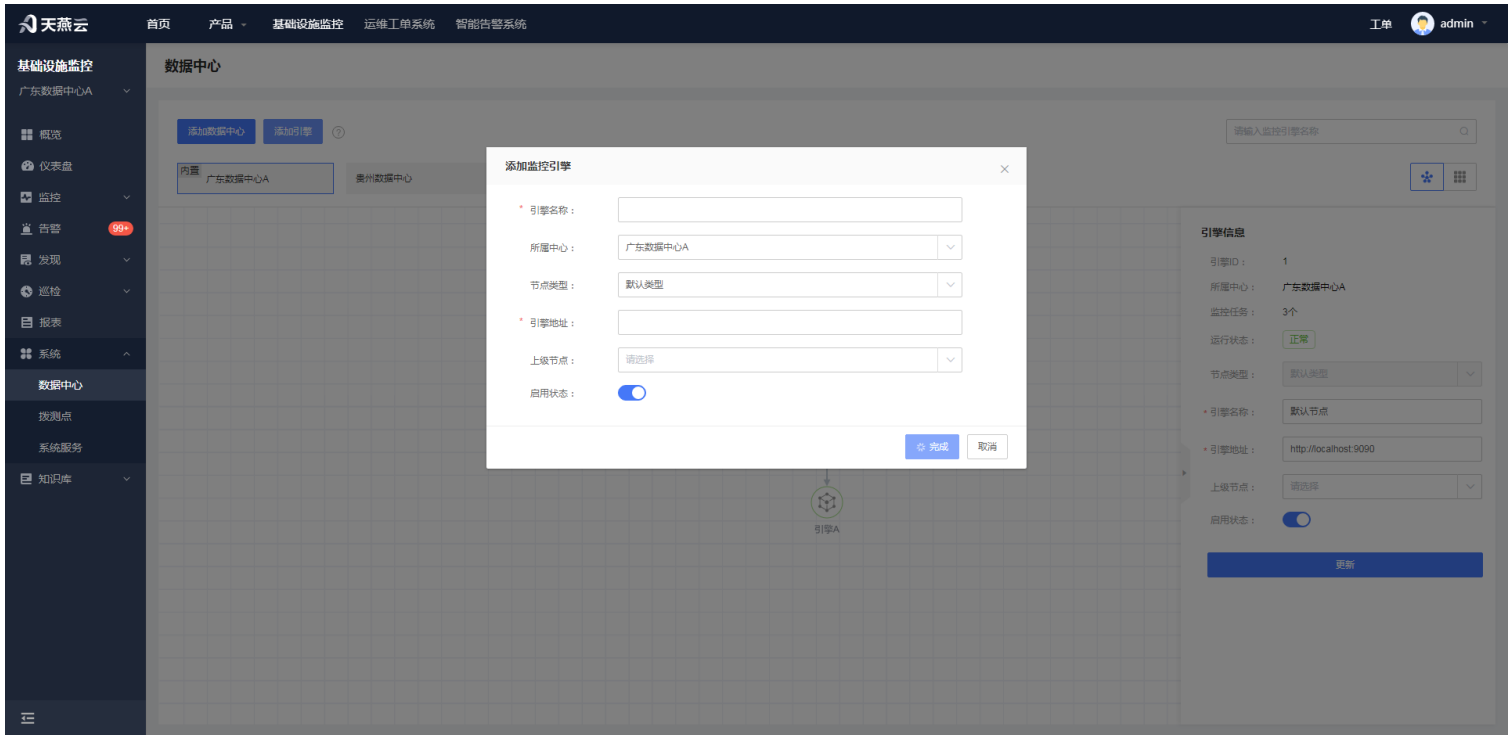 天燕云 首页 产品 基础设施监控 运维工单系统 智能告警系统 工单 admin
基础设施监控
广东数据中心A
概览
仪表盘
监控
告警 99+
发现
巡检
报表
系统
数据中心
拨测点
系统服务
知识库
数据中心
添加数据中心 添加引擎 ? 请输入监控引擎名称
内置 广东数据中心A 贵州数据中心
添加监控引擎
* 引擎名称：
所属中心： 广东数据中心A
节点类型： 默认类型
* 引擎地址：
上级节点： 请选择
启用状态：
完成 取消
引擎A
引擎信息
引擎ID： 1
所属中心： 广东数据中心A
监控任务： 3个
运行状态： 正常
节点类型： 默认类型
* 引擎名称： 默认节点
* 引擎地址： http://localhost:9090
上级节点： 请选择
启用状态：
更新